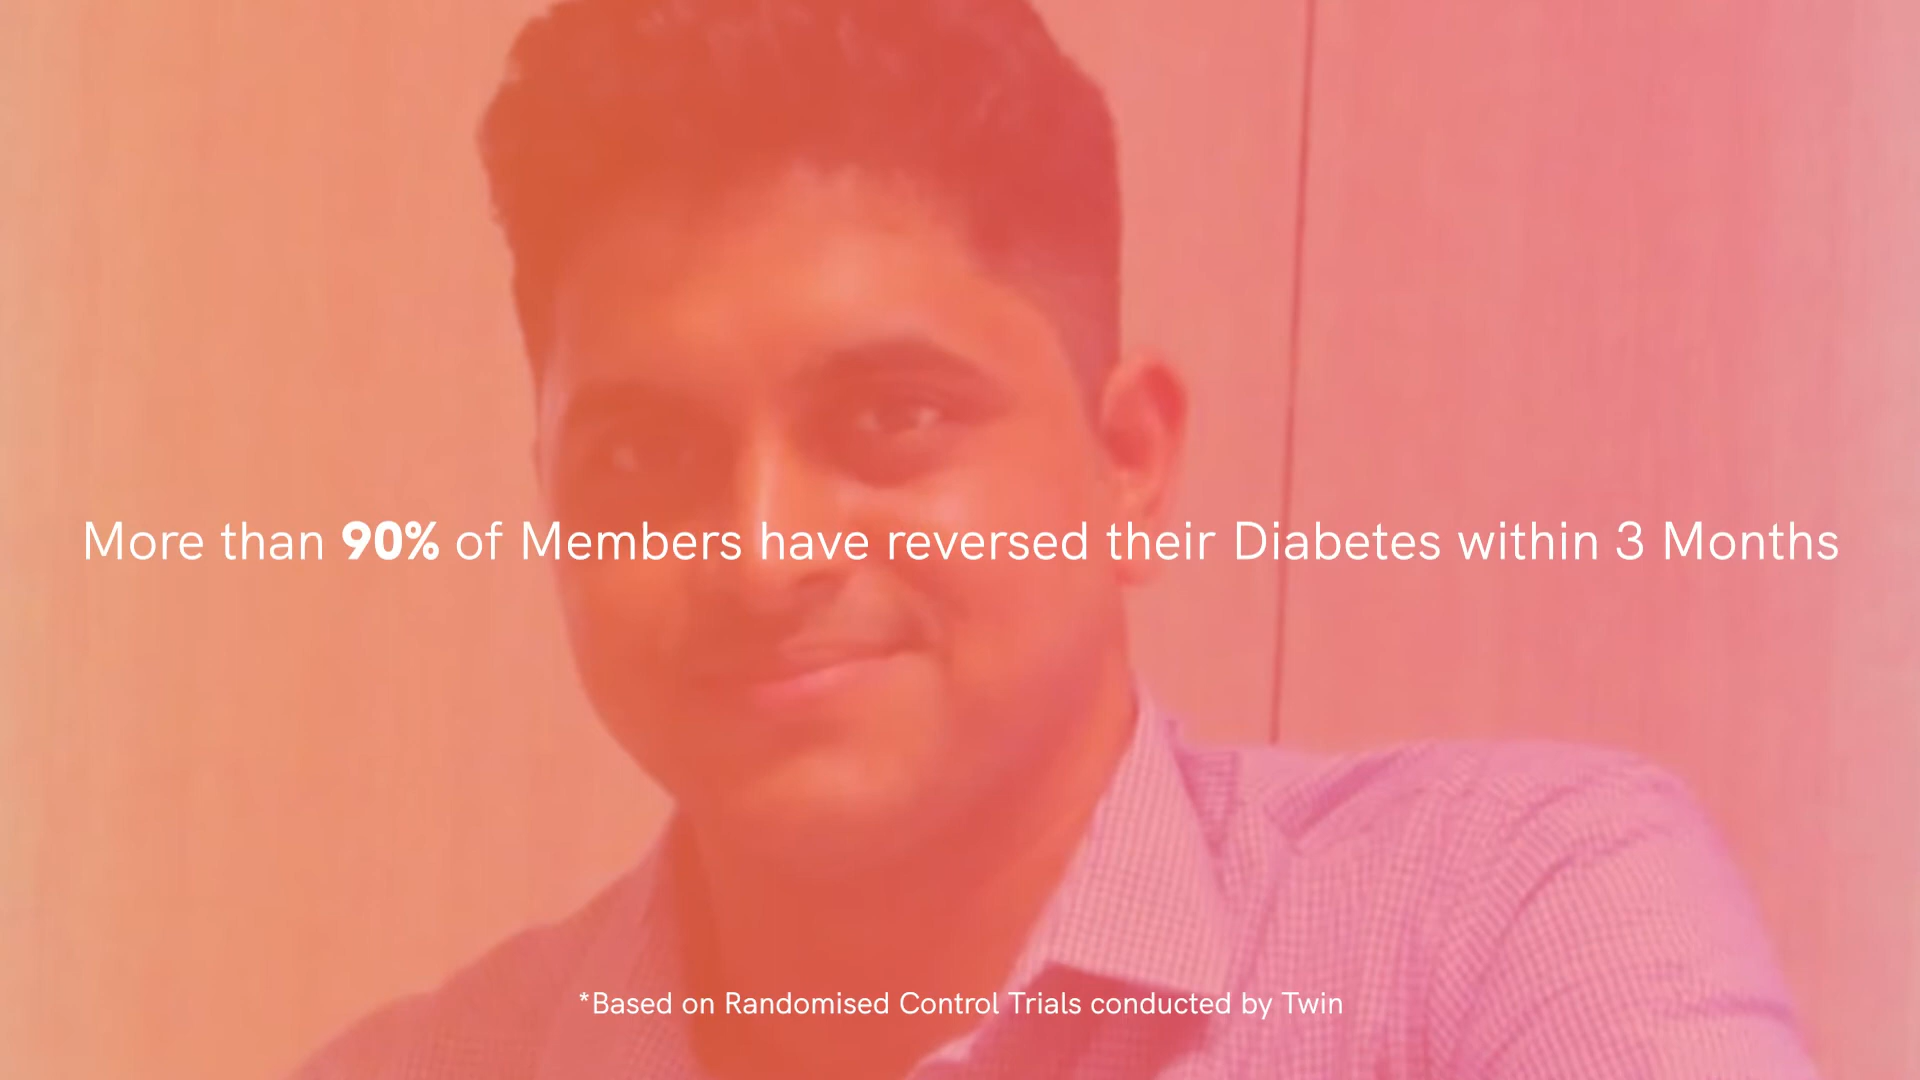 More than 90% of Members have reversed their Diabetes within 3 Months
*Based on Randomised Control Trials conducted by Twin